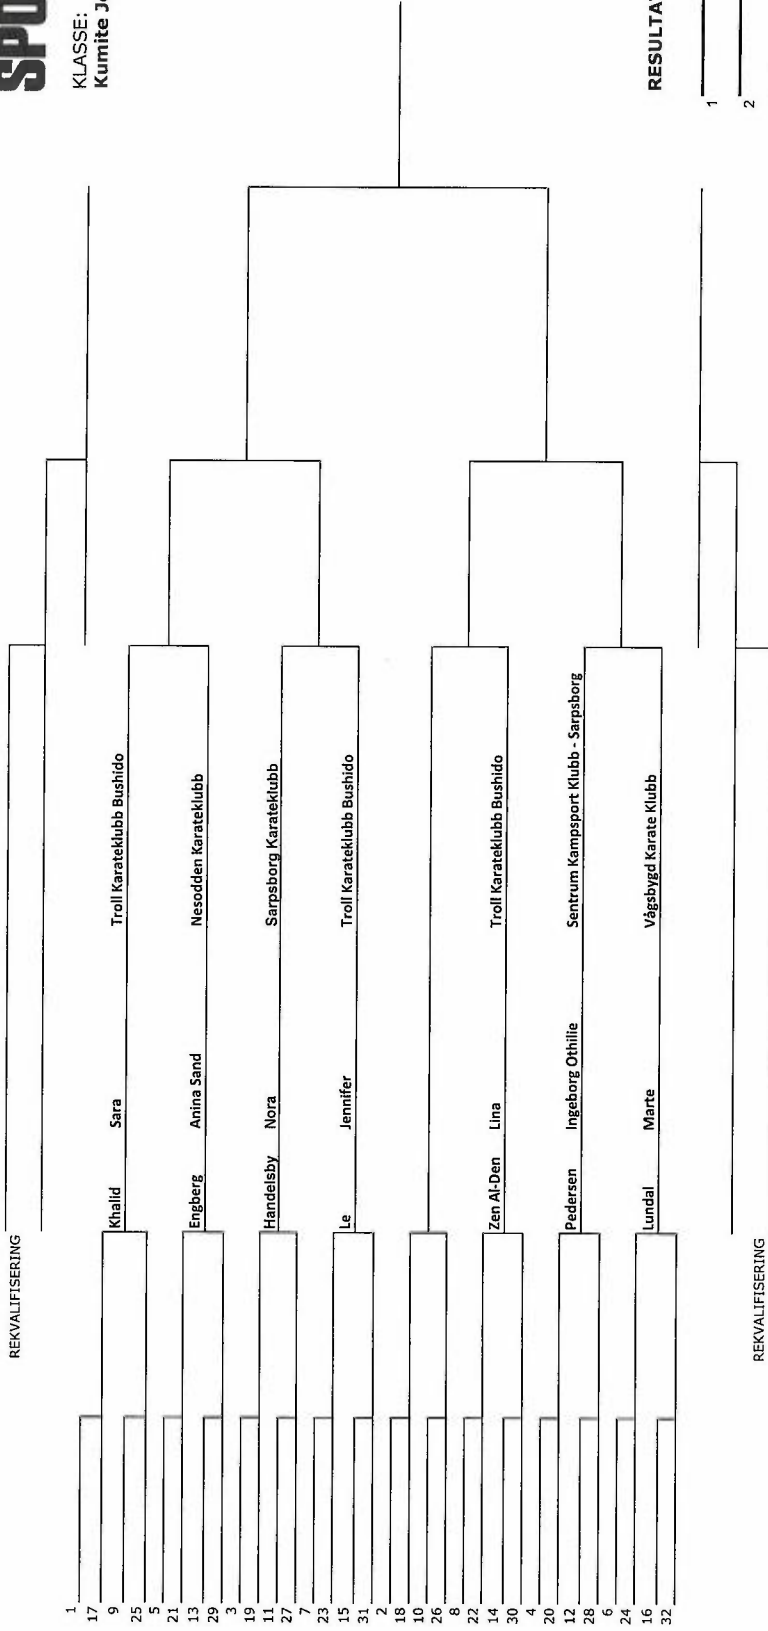 REKVALIFISERING
KLASSE:
Kumite
1
17
9 Khalid Sara Troll Karateklubb Bushido
25
5
21
13 Engberg Anina Sand Nesodden Karateklubb
29
3
19
11 Handelsby Nora Sarpsborg Karateklubb
27
7
23
15 Le Jennifer Troll Karateklubb Bushido
31
2
18
10
26
8
22
14 Zen Al-Den Lina Troll Karateklubb Bushido
30
4
20
12 Pedersen Ingeborg Othilie Sentrum Kampsport Klubb - Sarpsborg
28
6
24
16 Lundal Marte Vågsbygd Karate Klubb
RESULTA
32
1
2
REKVALIFISERING